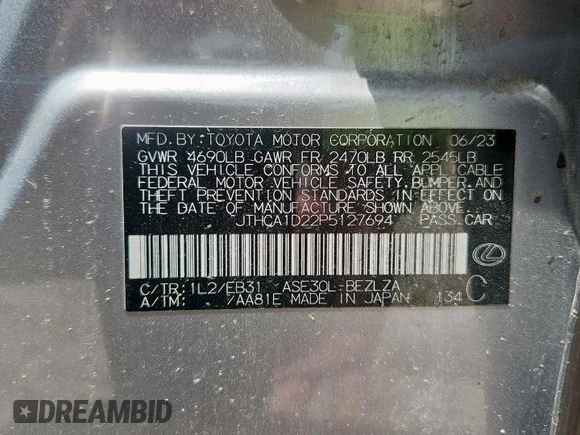 MFD. BY: TOYOTA MOTOR CORPORATION 06/23
GVWR 4690LB GAWR FR 2470LB RR 2545LB
THIS VEHICLE CONFORMS TO ALL APPLICABLE
FEDERAL MOTOR VEHICLE SAFETY, BUMPER, AND
THEFT PREVENTION STANDARDS IN EFFECT ON
THE DATE OF MANUFACTURE SHOWN ABOVE.
JTHCA1D22P5127694 PASS. CAR
C/TR: 1L2/EB31 ASE30L-BEZLZA
A/TM: /AA81E MADE IN JAPAN 134 C
DREAMBID